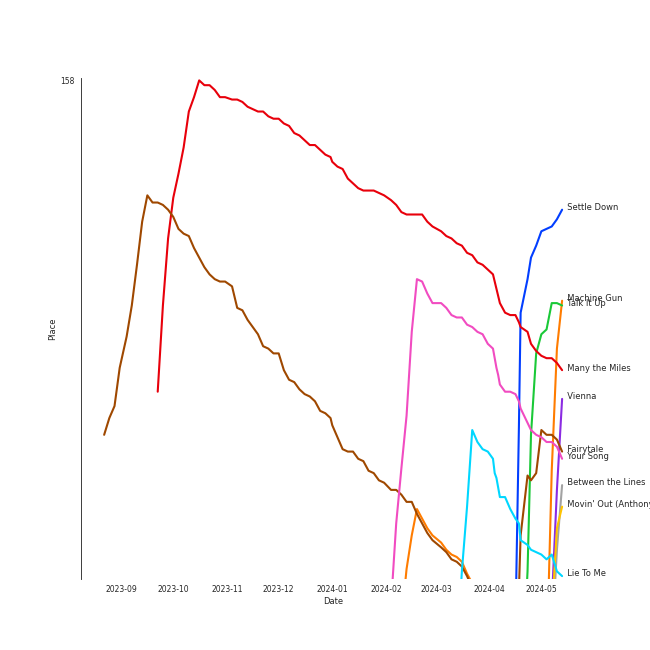 158
Settle Down
Machine Gun
Talk It Up
Place
Many the Miles
Vienna
Fairytale
Your Song
Between the Lines
Movin' Out (Anthony
Lie To Me
2023-09 2023-10 2023-11 2023-12 2024-01 2024-02 2024-03 2024-04 2024-05
Date